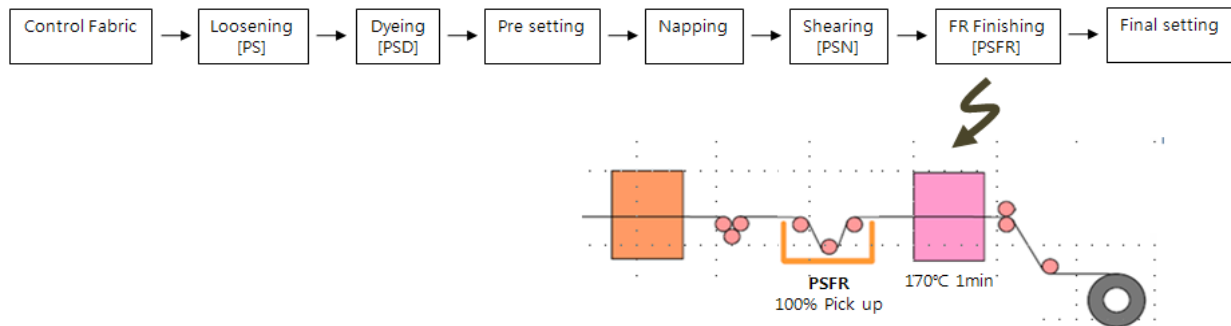 Control Fabric
Loosening
[PS]
Dyeing
[PSD]
Pre setting
Napping
Shearing
[PSN]
FR Finishing
[PSFR]
Final setting
PSFR
100% Pick up
170℃ 1min